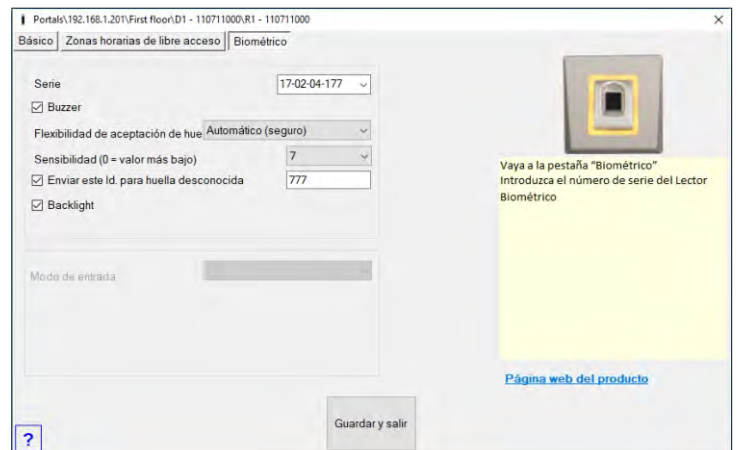 Portals\192.168.1.201\First floor\D1 - 110711000\R1 - 110711000
Básico Zonas horarias de libre acceso Biométrico
Serie 17-02-04-177
Buzzer
Flexibilidad de aceptación de hue Automático (seguro)
Sensibilidad (0 = valor más bajo) 7
Enviar este Id. para huella desconocida 777
Backlight
Modo de entrada
Vaya a la pestaña "Biométrico"
Introduzca el número de serie del Lector
Biométrico
Página web del producto
Guardar y salir
?